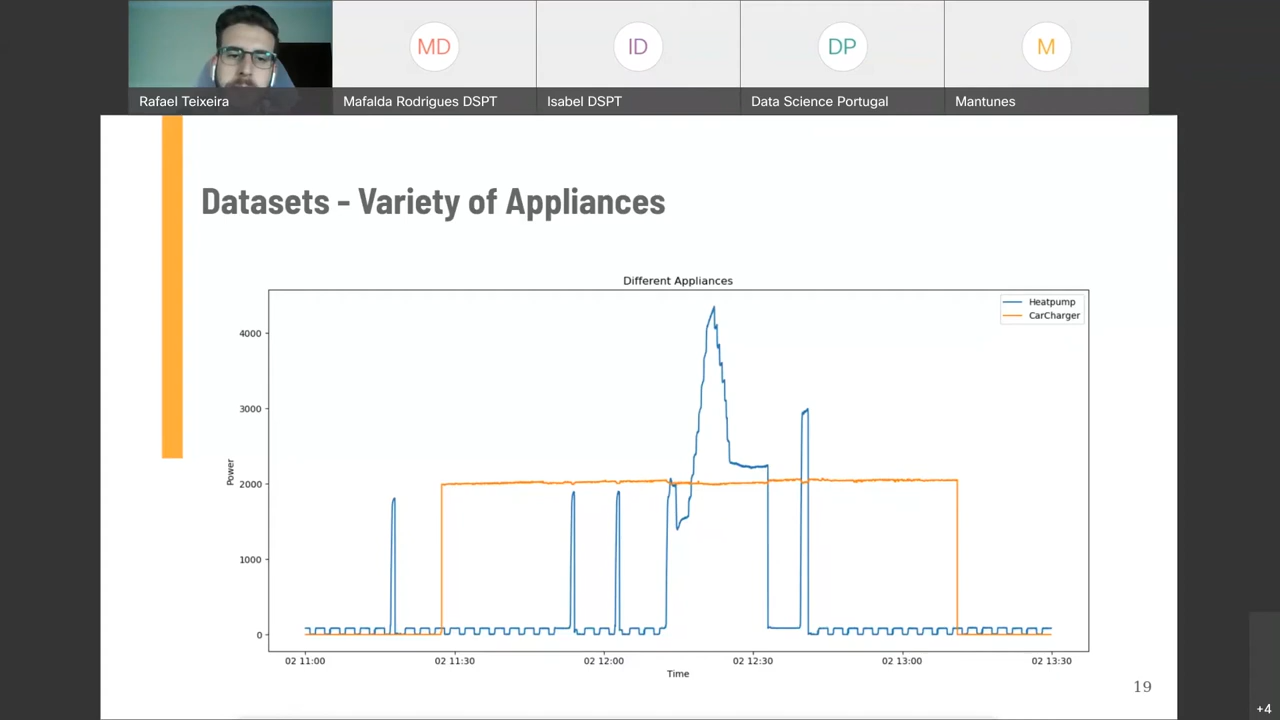 MD
ID
DP
M
Rafael Teixeira
Mafalda Rodrigues DSPT
Isabel DSPT
Data Science Portugal
Mantunes
Datasets - Variety of Appliances
Different Appliances
Heatpump
CarCharger
4000
3000
2000
1000
0
Power
02 11:00
02 11:30
02 12:00
02 12:30
02 13:00
02 13:30
Time
19
+4